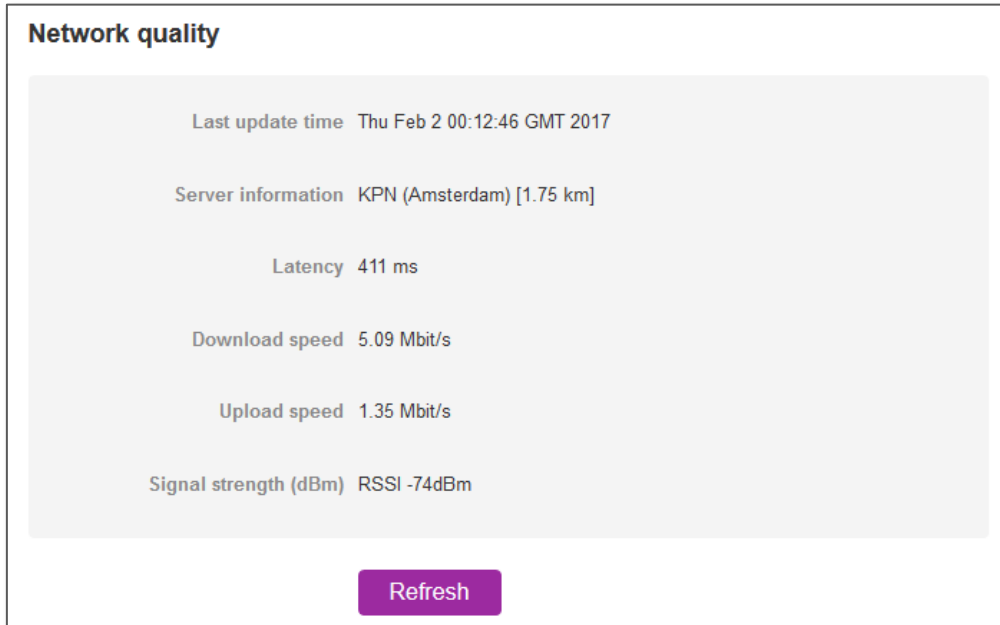 Network quality
Last update time Thu Feb 2 00:12:46 GMT 2017
Server information KPN (Amsterdam) [1.75 km]
Latency 411 ms
Download speed 5.09 Mbit/s
Upload speed 1.35 Mbit/s
Signal strength (dBm) RSSI -74dBm
Refresh